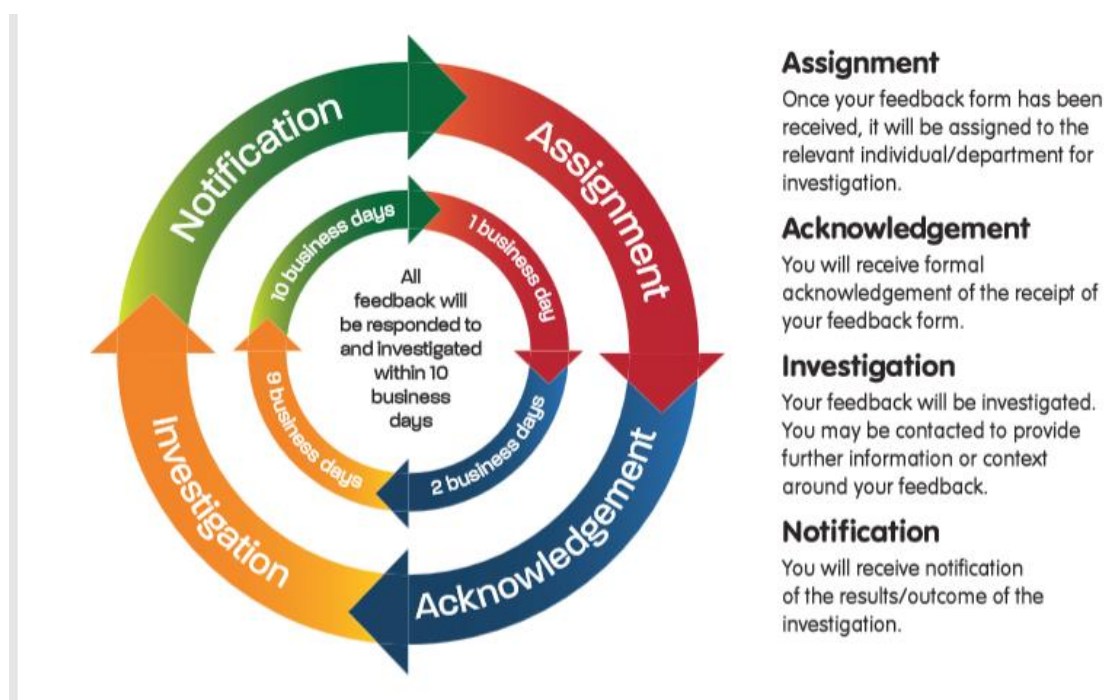 Notification
Assignment
Acknowledgement
Investigation
10 business days
1 business day
2 business days
9 business days
All
feedback will
be responded to
and investigated
within 10
business
days
Assignment
Once your feedback form has been
received, it will be assigned to the
relevant individual/department for
investigation.
Acknowledgement
You will receive formal
acknowledgement of the receipt of
your feedback form.
Investigation
Your feedback will be investigated.
You may be contacted to provide
further information or context
around your feedback.
Notification
You will receive notification
of the results/outcome of the
investigation.